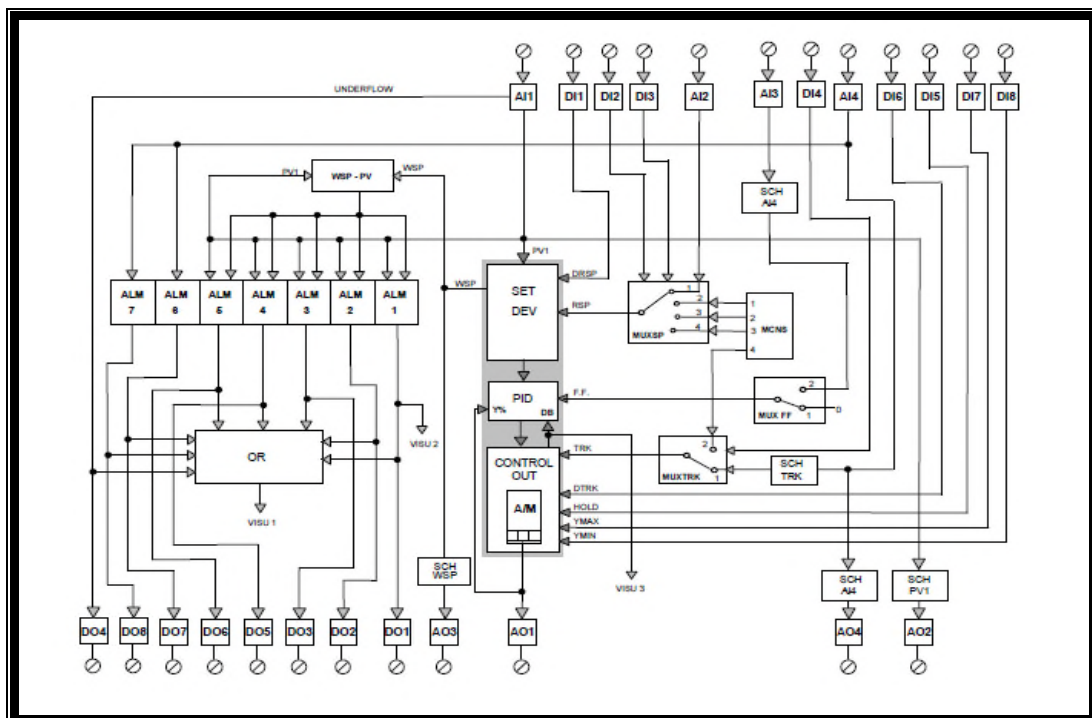 AI1
DI1
DI2
DI3
AI2
AI3
DI4
AI4
DI6
DI5
DI7
DI8
UNDERFLOW
PV1
WSP - PV
WSP
SCH
AI4
PV1
WSP
SET
DEV
DRSP
RSP
1
2
3
4
MUXSP
1
2
3
4
MCNS
ALM
7
ALM
6
ALM
5
ALM
4
ALM
3
ALM
2
ALM
1
PID
Y%
DB
F.F.
2
1
0
MUX FF
VISU 2
OR
VISU 1
CONTROL
OUT
A/M
TRK
2
1
MUXTRK
SCH
TRK
DTRK
HOLD
YMAX
YMIN
SCH
WSP
VISU 3
SCH
AI4
SCH
PV1
DO4
DO8
DO7
DO6
DO5
DO3
DO2
DO1
AO3
AO1
AO4
AO2